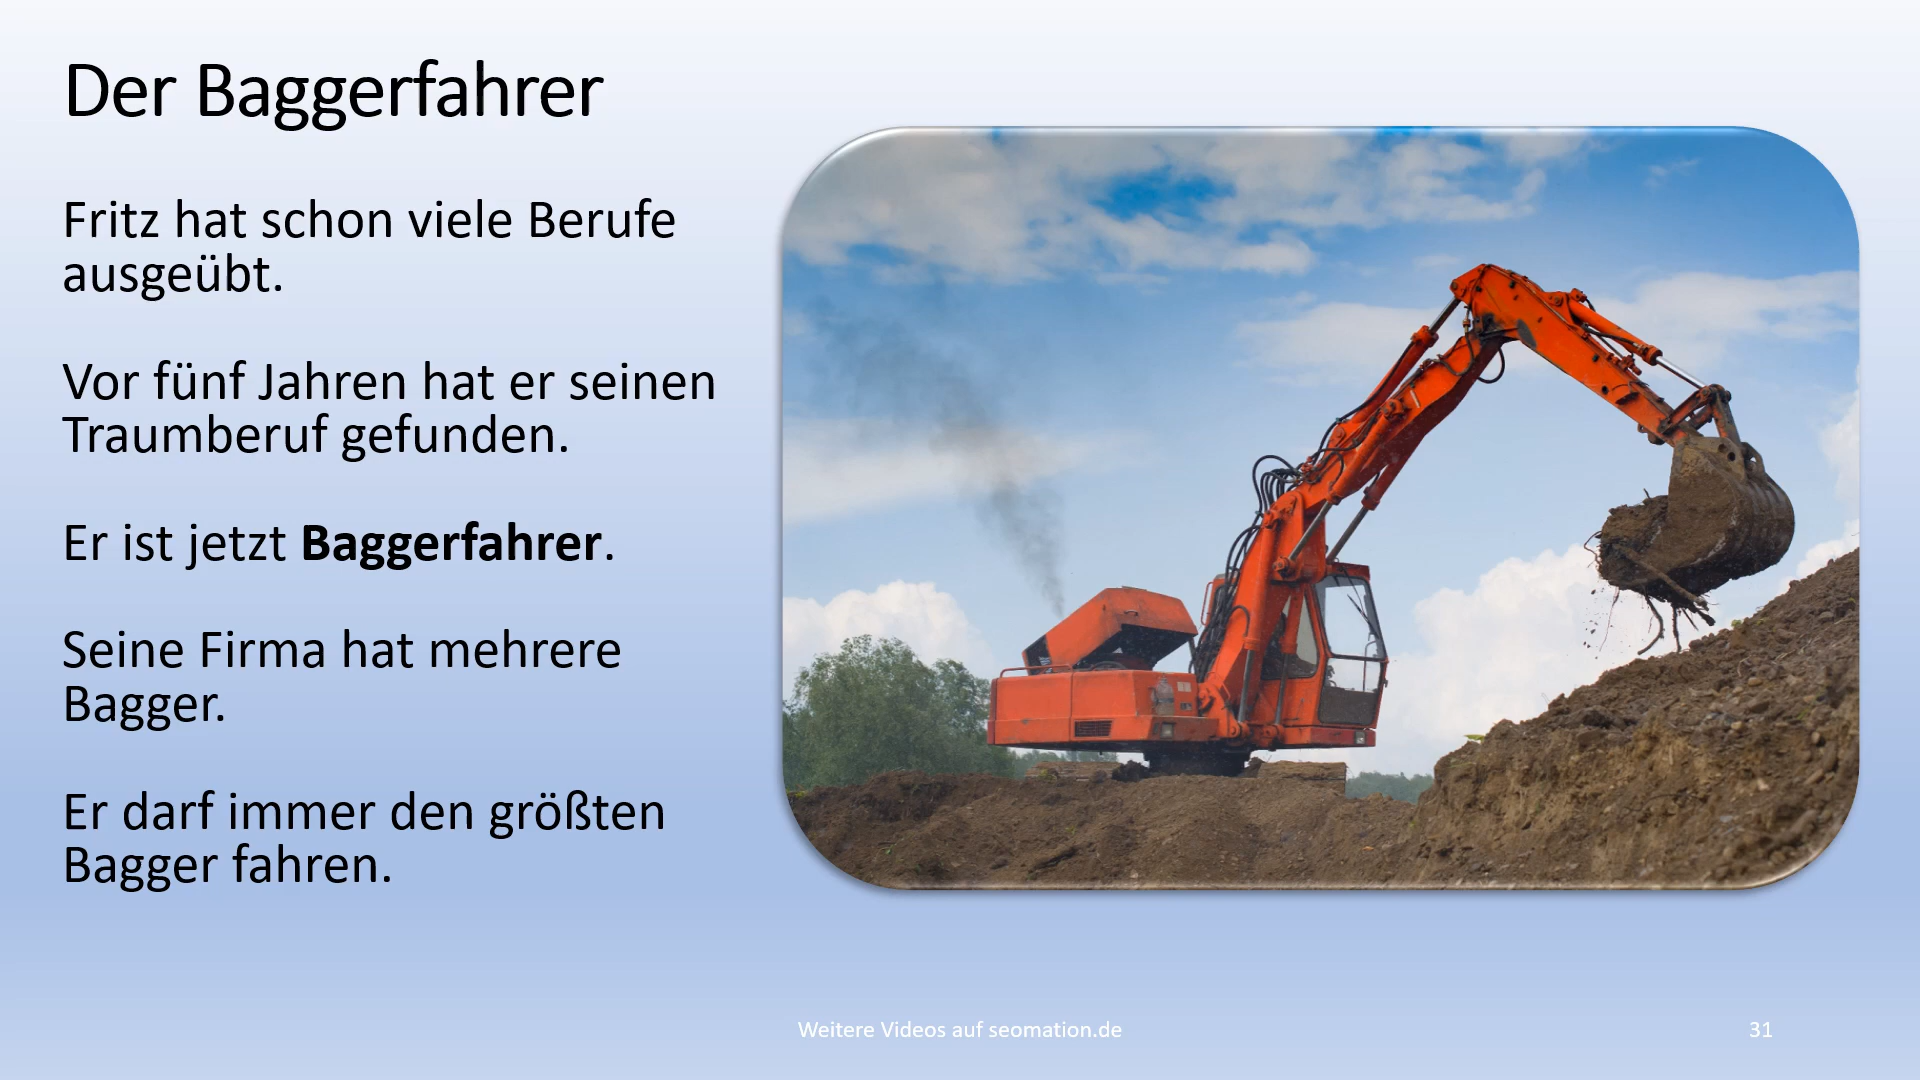 Der Baggerfahrer
Fritz hat schon viele Berufe
ausgeübt.
Vor fünf Jahren hat er seinen
Traumberuf gefunden.
Er ist jetzt Baggerfahrer.
Seine Firma hat mehrere
Bagger.
Er darf immer den größten
Bagger fahren.
Weitere Videos auf seomation.de
31